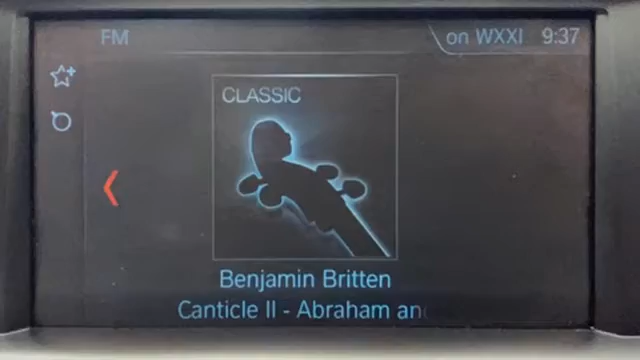 FM
on WXXI 9:37
CLASSIC
Benjamin Britten
Canticle II - Abraham an